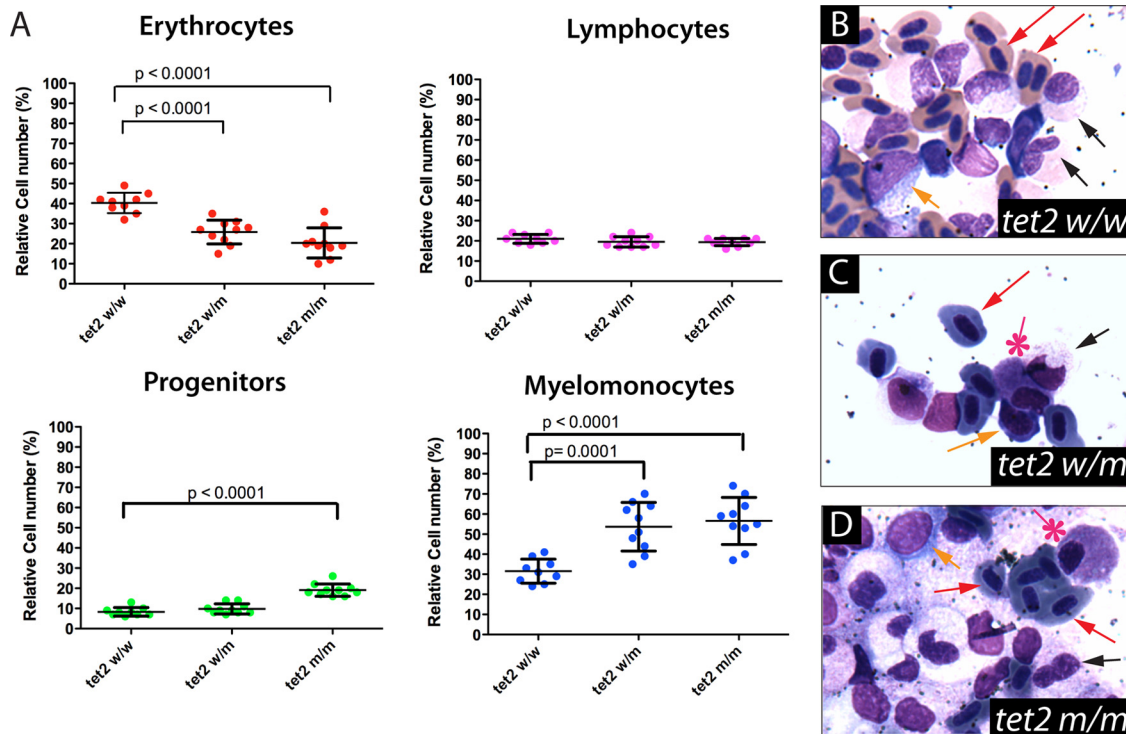 A
Erythrocytes
Relative Cell number (%)
100
90
80
70
60
50
40
30
20
10
0
p < 0.0001
p < 0.0001
tet2 w/w
tet2 w/m
tet2 m/m
Lymphocytes
Relative Cell number (%)
100
90
80
70
60
50
40
30
20
10
0
tet2 w/w
tet2 w/m
tet2 m/m
Progenitors
Relative Cell number (%)
100
90
80
70
60
50
40
30
20
10
0
p < 0.0001
tet2 w/w
tet2 w/m
tet2 m/m
Myelomonocytes
Relative Cell number (%)
100
90
80
70
60
50
40
30
20
10
0
p < 0.0001
p= 0.0001
tet2 w/w
tet2 w/m
tet2 m/m
B
*
tet2 w/w
C
*
tet2 w/m
D
tet2 m/m